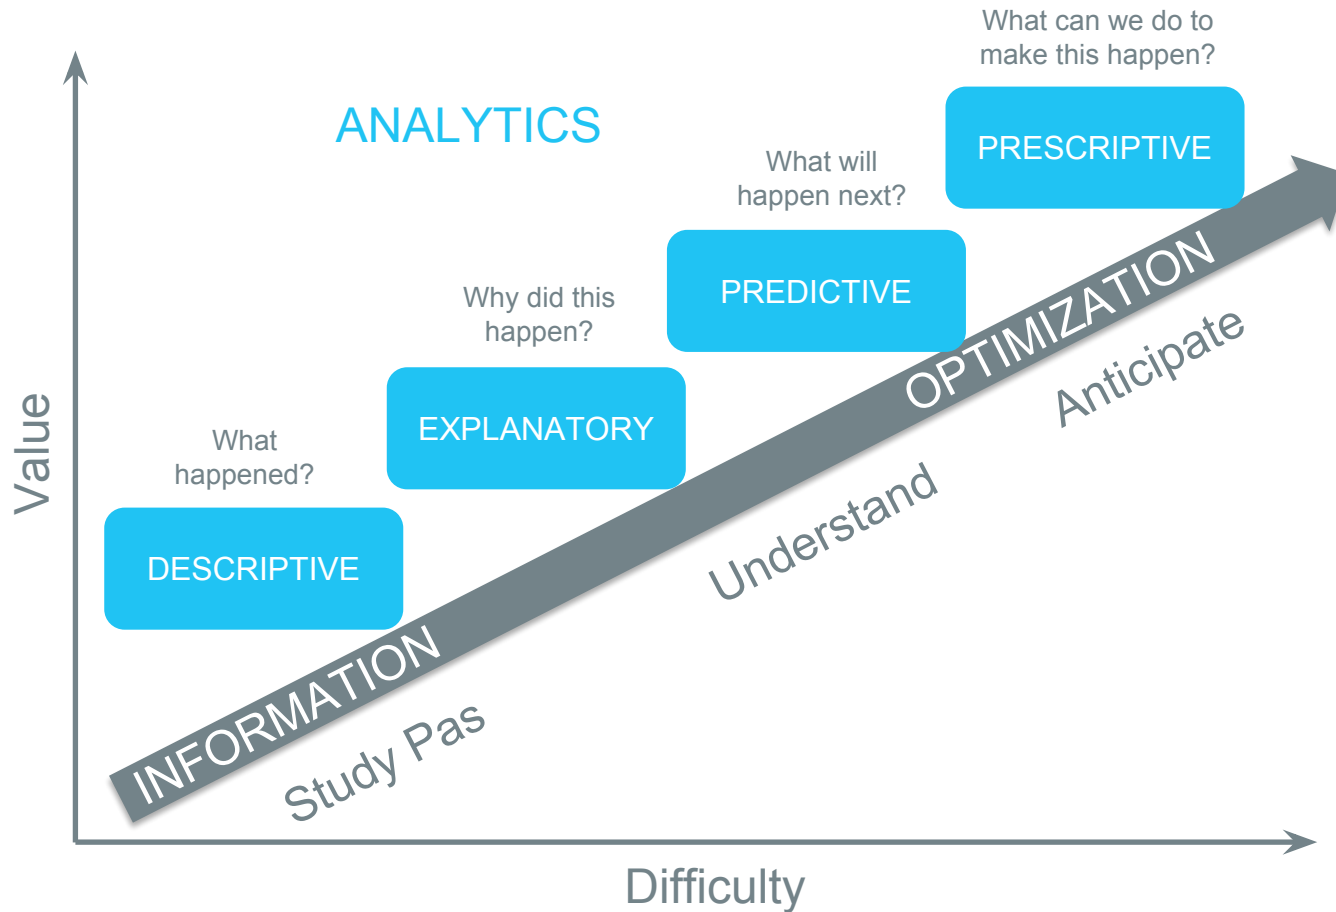 What can we do to
make this happen?
ANALYTICS
PRESCRIPTIVE
What will
happen next?
PREDICTIVE
Why did this
happen?
EXPLANATORY
What
happened?
DESCRIPTIVE
Value
INFORMATION
OPTIMIZATION
Study Pas
Understand
Anticipate
Difficulty